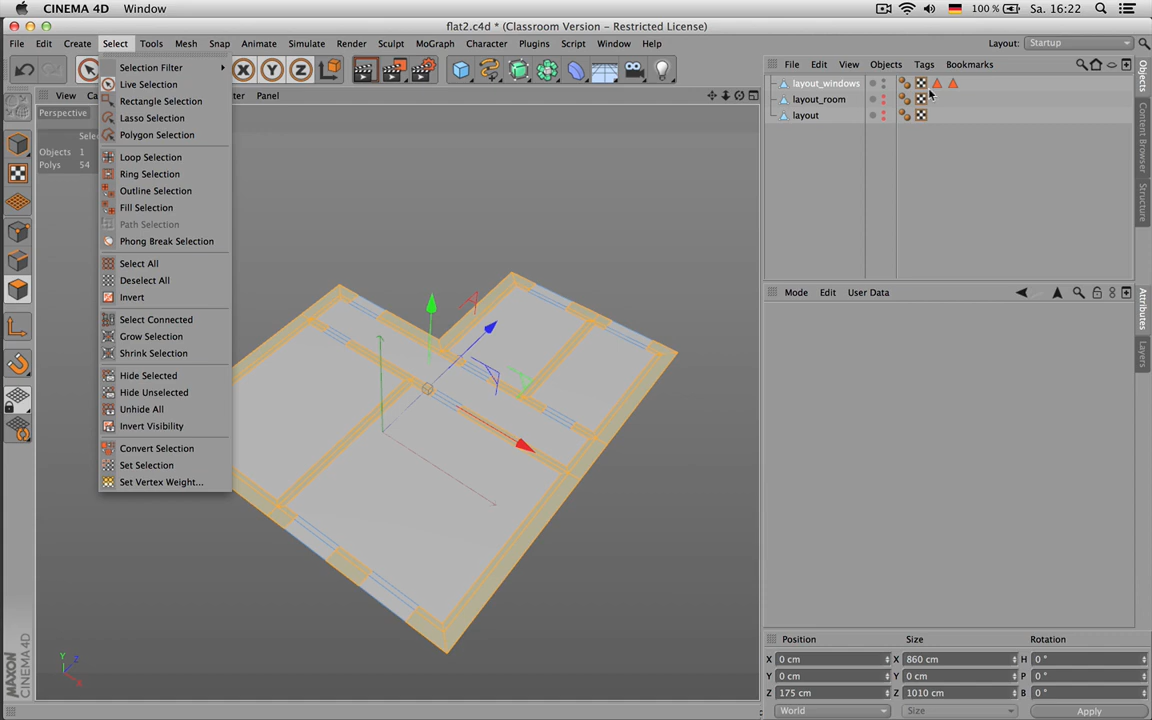 CINEMA 4D Window 100 % Sa. 16:22
flat2.c4d * (Classroom Version - Restricted License)
File Edit Create Select Tools Mesh Snap Animate Simulate Render Sculpt MoGraph Character Plugins Script Window Help Layout: Startup
X Y Z
File Edit View Objects Tags Bookmarks
View Panel
Perspective
Objects 1
Polys 54
Selection Filter
Live Selection
Rectangle Selection
Lasso Selection
Polygon Selection
Loop Selection
Ring Selection
Outline Selection
Fill Selection
Path Selection
Phong Break Selection
Select All
Deselect All
Invert
Select Connected
Grow Selection
Shrink Selection
Hide Selected
Hide Unselected
Unhide All
Invert Visibility
Convert Selection
Set Selection
Set Vertex Weight...
layout_windows
layout_room
layout
Objects
Content Browser
Structure
Mode Edit User Data
Attributes
Layers
Position Size Rotation
X 0 cm X 860 cm H 0 °
Y 0 cm Y 0 cm P 0 °
Z 175 cm Z 1010 cm B 0 °
World Size Apply
Y
Z
X
MAXON
CINEMA 4D